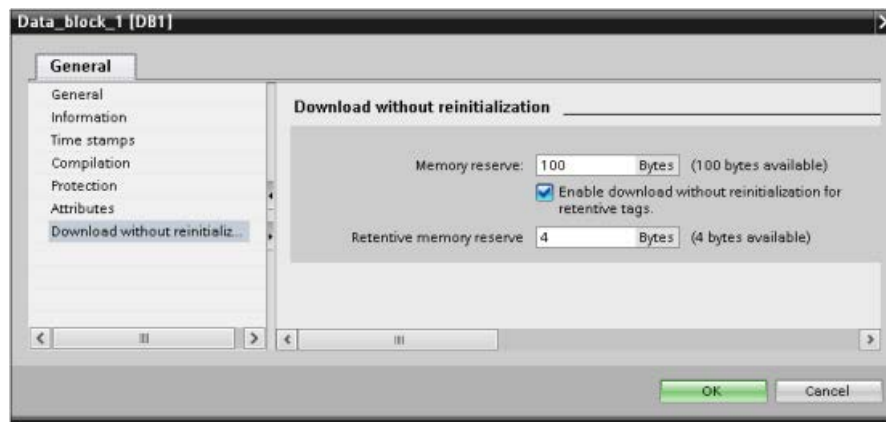 Data_block_1 [DB1]
General
General
Information
Time stamps
Compilation
Protection
Attributes
Download without reinitializ...
Download without reinitialization
Memory reserve: 100 Bytes (100 bytes available)
Enable download without reinitialization for
retentive tags.
Retentive memory reserve 4 Bytes (4 bytes available)
OK Cancel